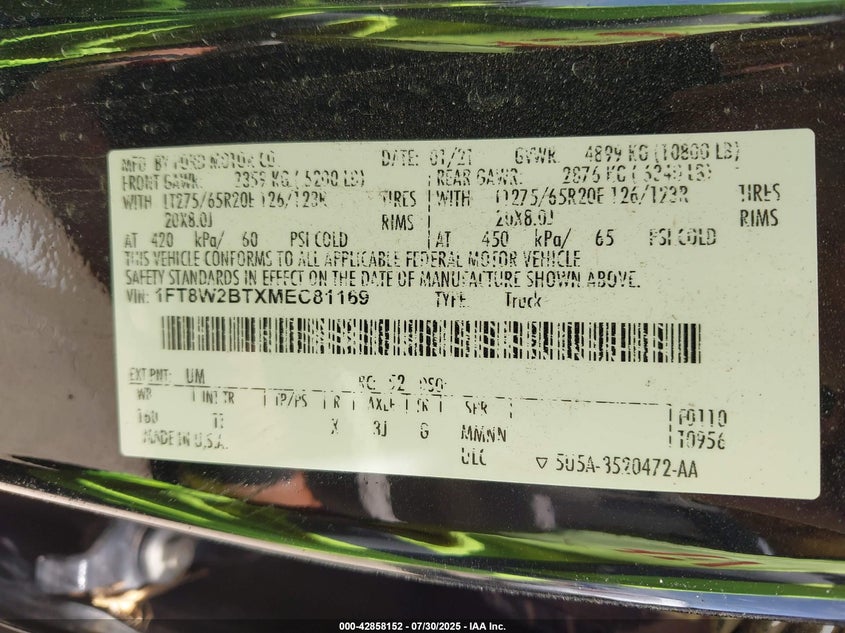 MFD BY FORD MOTOR CO. DATE: 01/21 GVWR: 4899 KG (10800 LB)
FRONT GAWR: 2359 KG ( 5200 LB) REAR GAWR: 2876 KG ( 6340 LB)
WITH LT275/65R20E 126/123R TIRES WITH LT275/65R20E 126/123R TIRES
20X8.0J RIMS 20X8.0J RIMS
AT 420 kPa/ 60 PSI COLD AT 450 kPa/ 65 PSI COLD
THIS VEHICLE CONFORMS TO ALL APPLICABLE FEDERAL MOTOR VEHICLE
SAFETY STANDARDS IN EFFECT ON THE DATE OF MANUFACTURE SHOWN ABOVE.
VIN: 1FT8W2BTXMEC81169 TYPE: Truck
EXT PNT: UM RC: 52 DSO:
WB INT TR TP/PS R AXLE TR SPR F0110
160 X 3J G MMNN T0956
MADE IN U.S.A. ULC ▽ 5U5A-3520472-AA
000-42858152 - 07/30/2025 - IAA Inc.